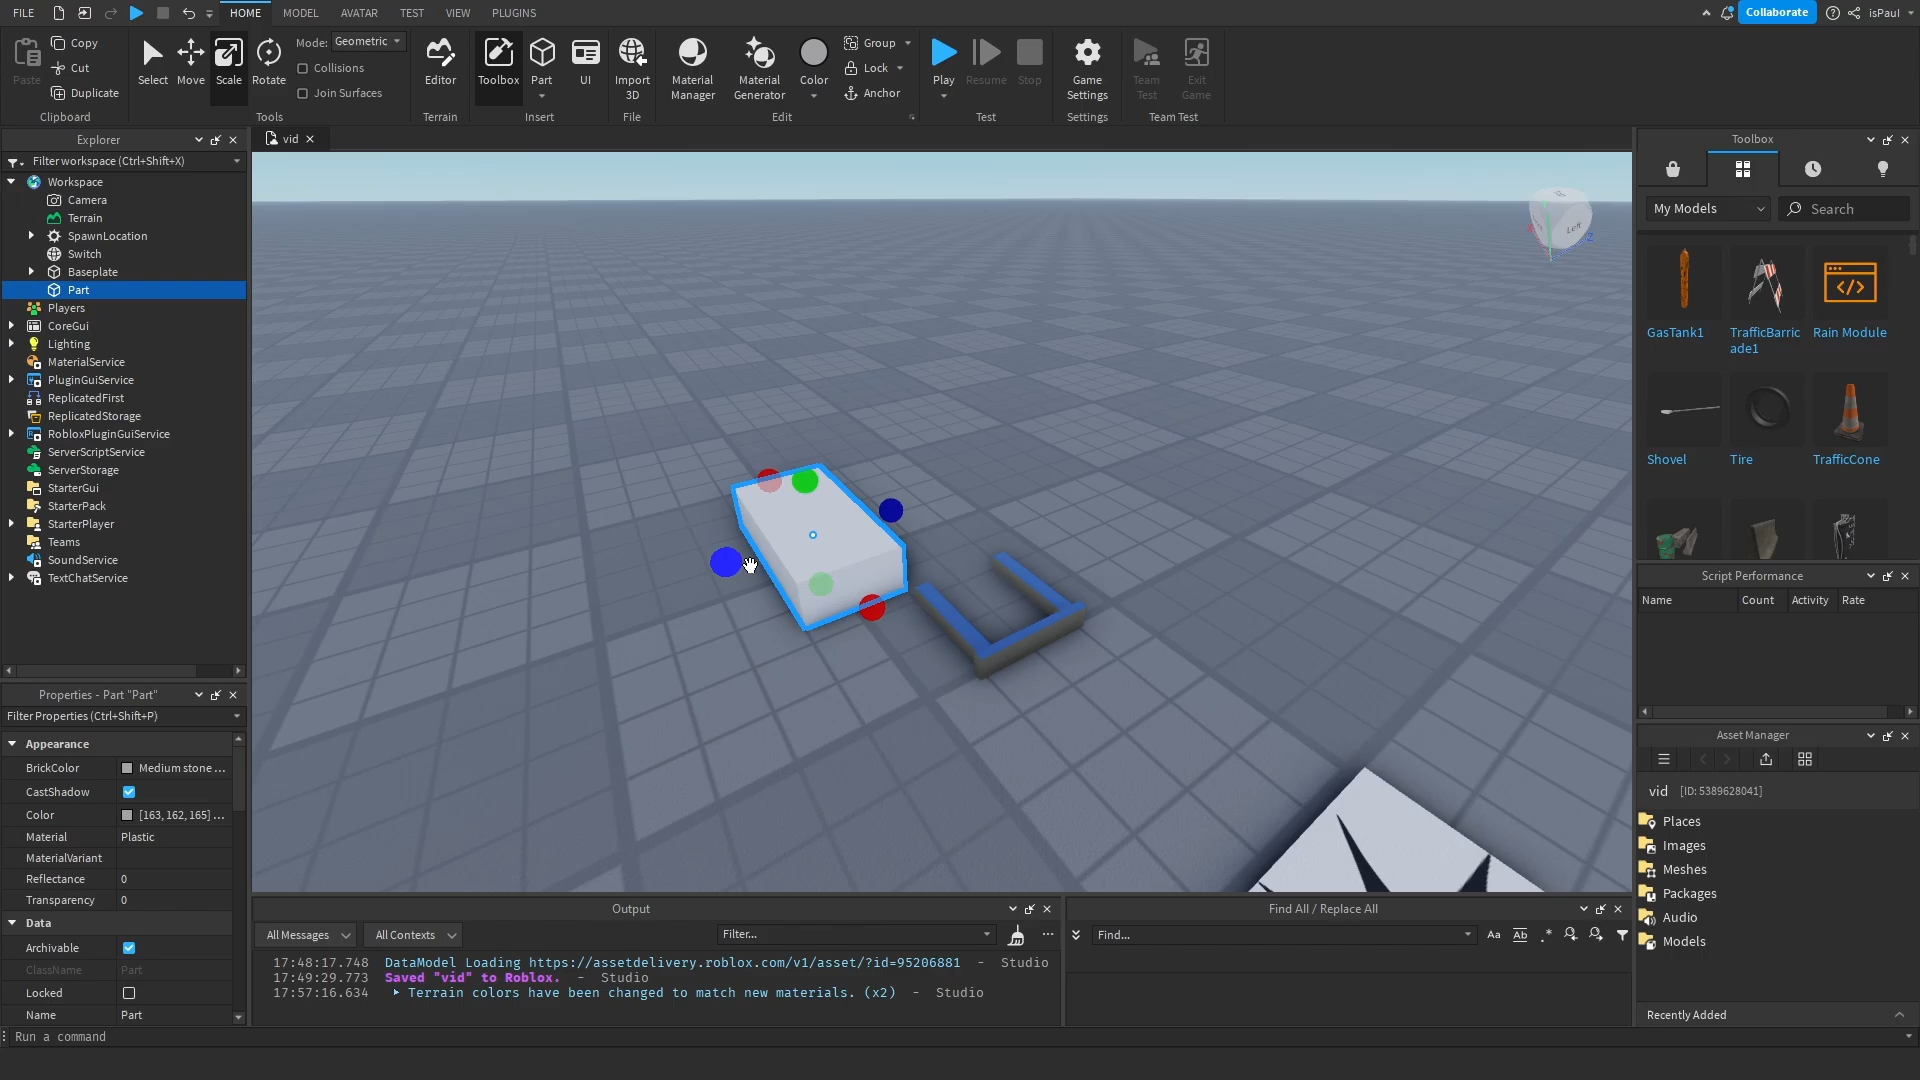 FILE HOME MODEL AVATAR TEST VIEW PLUGINS Collaborate isPaul
Paste Copy Cut Duplicate Clipboard
Select Move Scale Rotate Mode: Geometric Collisions Join Surfaces Tools
Editor Terrain
Toolbox Part UI Insert
Import 3D File
Material Manager Material Generator Color Group Lock Anchor Edit
Play Resume Stop Test
Game Settings Settings
Team Test Exit Game Team Test
Explorer
Filter workspace (Ctrl+Shift+X)
Workspace
Camera
Terrain
SpawnLocation
Switch
Baseplate
Part
Players
CoreGui
Lighting
MaterialService
PluginGuiService
ReplicatedFirst
ReplicatedStorage
RobloxPluginGuiService
ServerScriptService
ServerStorage
StarterGui
StarterPack
StarterPlayer
Teams
SoundService
TextChatService
Properties - Part "Part"
Filter Properties (Ctrl+Shift+P)
Appearance
BrickColor Medium stone ...
CastShadow
Color [163, 162, 165] ...
Material Plastic
MaterialVariant
Reflectance 0
Transparency 0
Data
Archivable
ClassName Part
Locked
Name Part
vid
Left
Output
All Messages All Contexts Filter...
17:48:17.748 DataModel Loading https://assetdelivery.roblox.com/v1/asset/?id=95206881 - Studio
17:49:29.773 Saved "vid" to Roblox. - Studio
17:57:16.634 Terrain colors have been changed to match new materials. (x2) - Studio
Find All / Replace All
Find... Aa Ab .*
Toolbox
My Models Search
GasTank1 TrafficBarric
ade1 Rain Module
Shovel Tire TrafficCone
Script Performance
Name Count Activity Rate
Asset Manager
vid [ID: 5389628041]
Places
Images
Meshes
Packages
Audio
Models
Recently Added
Run a command